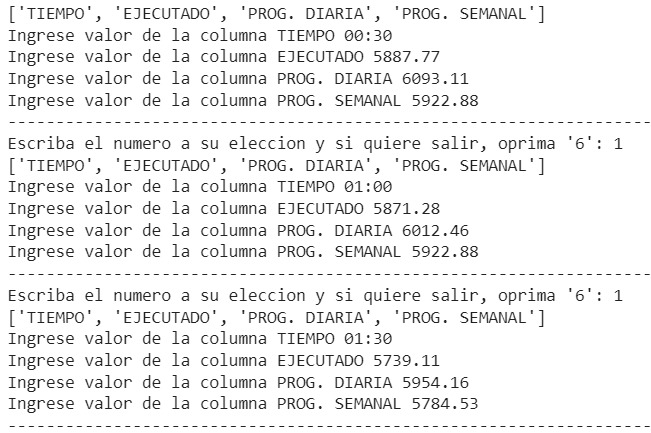 ['TIEMPO', 'EJECUTADO', 'PROG. DIARIA', 'PROG. SEMANAL']
Ingrese valor de la columna TIEMPO 00:30
Ingrese valor de la columna EJECUTADO 5887.77
Ingrese valor de la columna PROG. DIARIA 6093.11
Ingrese valor de la columna PROG. SEMANAL 5922.88
-------------------------------------------------------------------
Escriba el numero a su eleccion y si quiere salir, oprima '6': 1
['TIEMPO', 'EJECUTADO', 'PROG. DIARIA', 'PROG. SEMANAL']
Ingrese valor de la columna TIEMPO 01:00
Ingrese valor de la columna EJECUTADO 5871.28
Ingrese valor de la columna PROG. DIARIA 6012.46
Ingrese valor de la columna PROG. SEMANAL 5922.88
-------------------------------------------------------------------
Escriba el numero a su eleccion y si quiere salir, oprima '6': 1
['TIEMPO', 'EJECUTADO', 'PROG. DIARIA', 'PROG. SEMANAL']
Ingrese valor de la columna TIEMPO 01:30
Ingrese valor de la columna EJECUTADO 5739.11
Ingrese valor de la columna PROG. DIARIA 5954.16
Ingrese valor de la columna PROG. SEMANAL 5784.53
-------------------------------------------------------------------